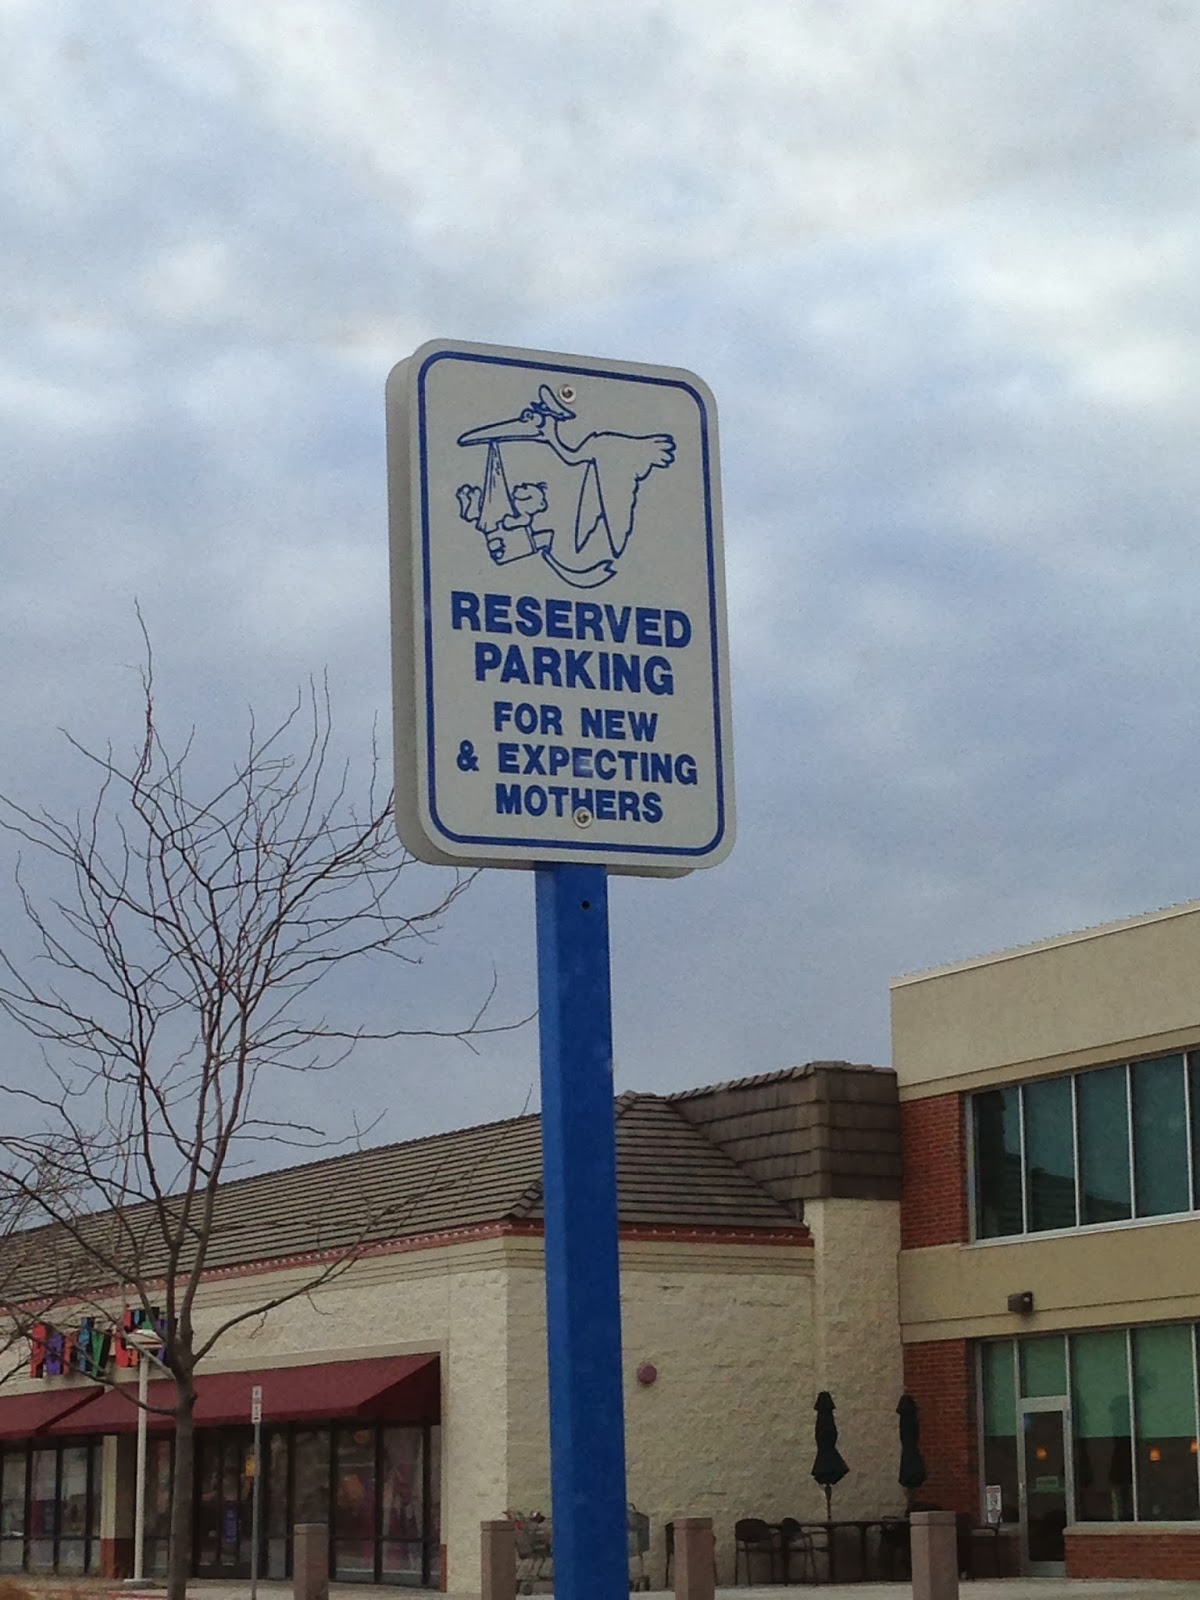 RESERVED
PARKING
FOR NEW
& EXPECTING
MOTHERS